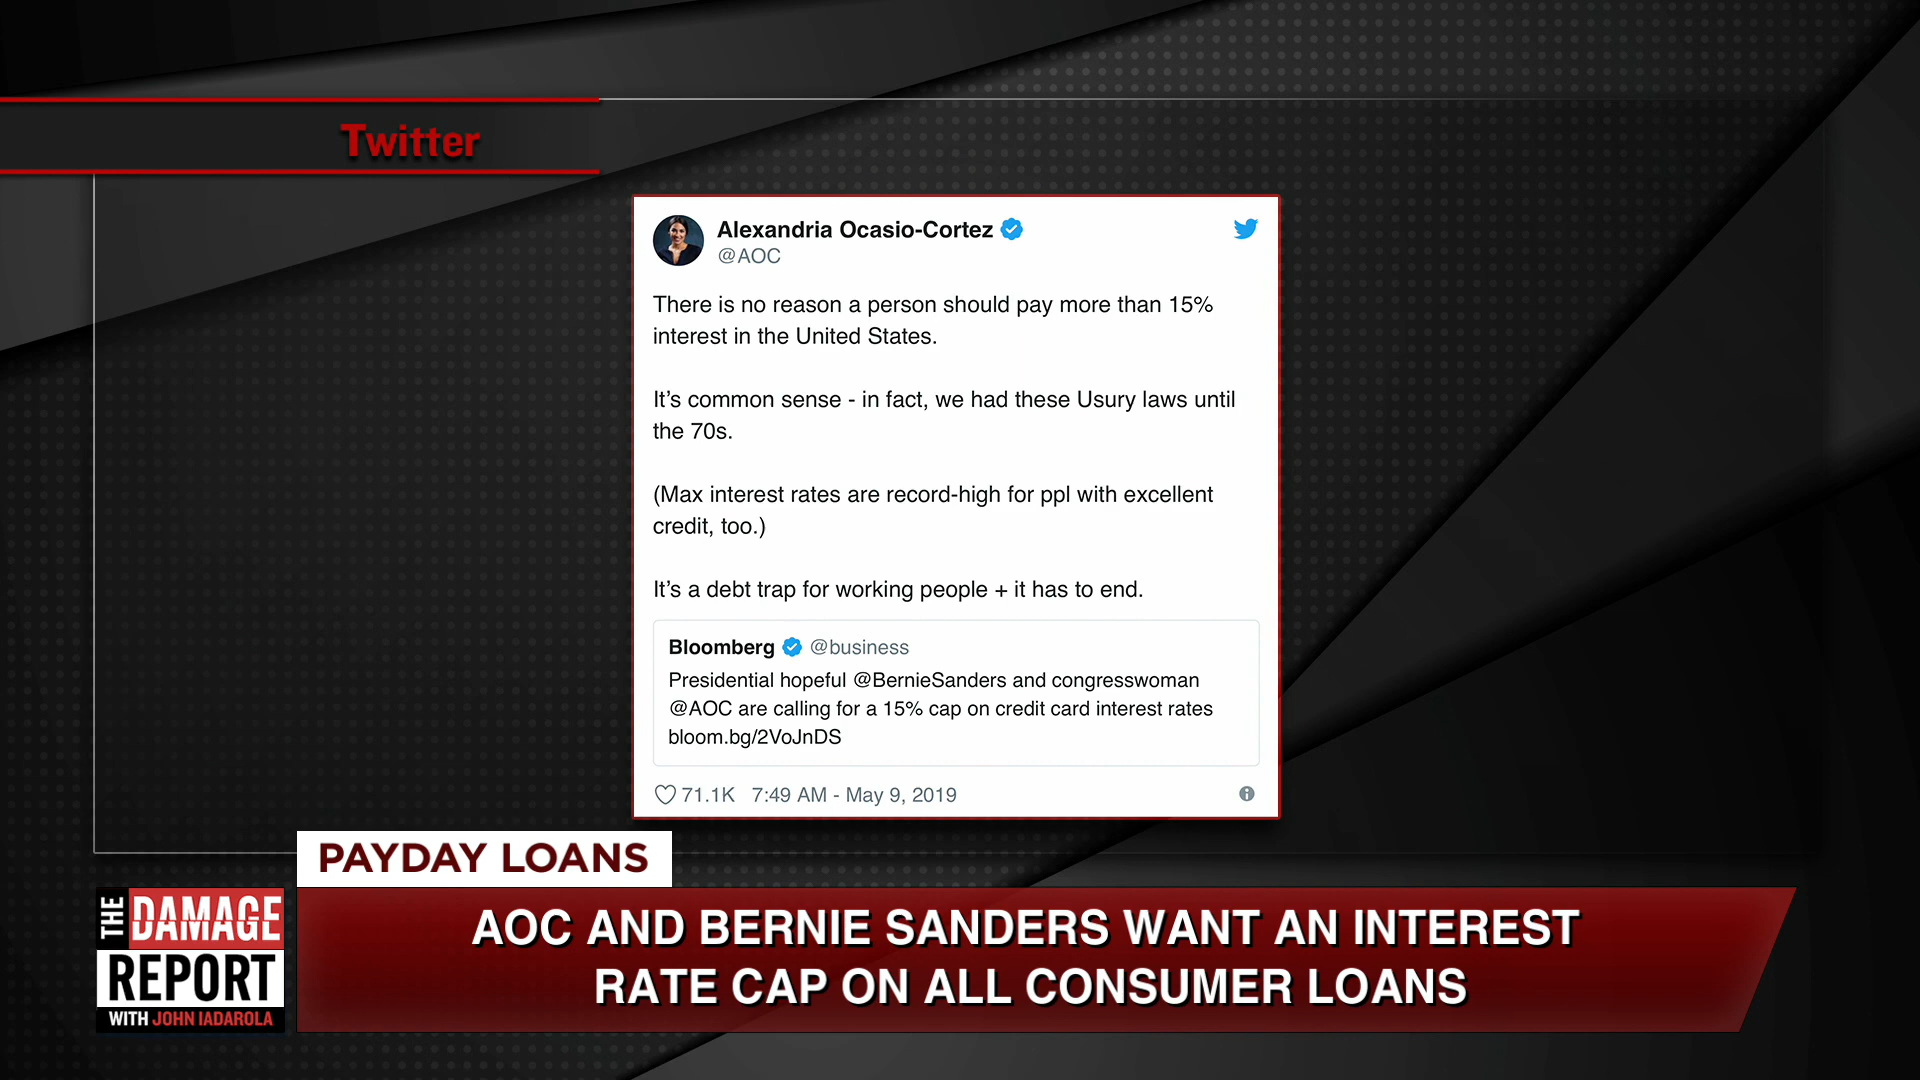 Twitter
Alexandria Ocasio-Cortez
@AOC
There is no reason a person should pay more than 15%
interest in the United States.
It’s common sense - in fact, we had these Usury laws until
the 70s.
(Max interest rates are record-high for ppl with excellent
credit, too.)
It’s a debt trap for working people + it has to end.
Bloomberg @business
Presidential hopeful @BernieSanders and congresswoman
@AOC are calling for a 15% cap on credit card interest rates
bloom.bg/2VoJnDS
71.1K 7:49 AM - May 9, 2019
PAYDAY LOANS
AOC AND BERNIE SANDERS WANT AN INTEREST
RATE CAP ON ALL CONSUMER LOANS
THE DAMAGE
REPORT
WITH JOHN IADAROLA